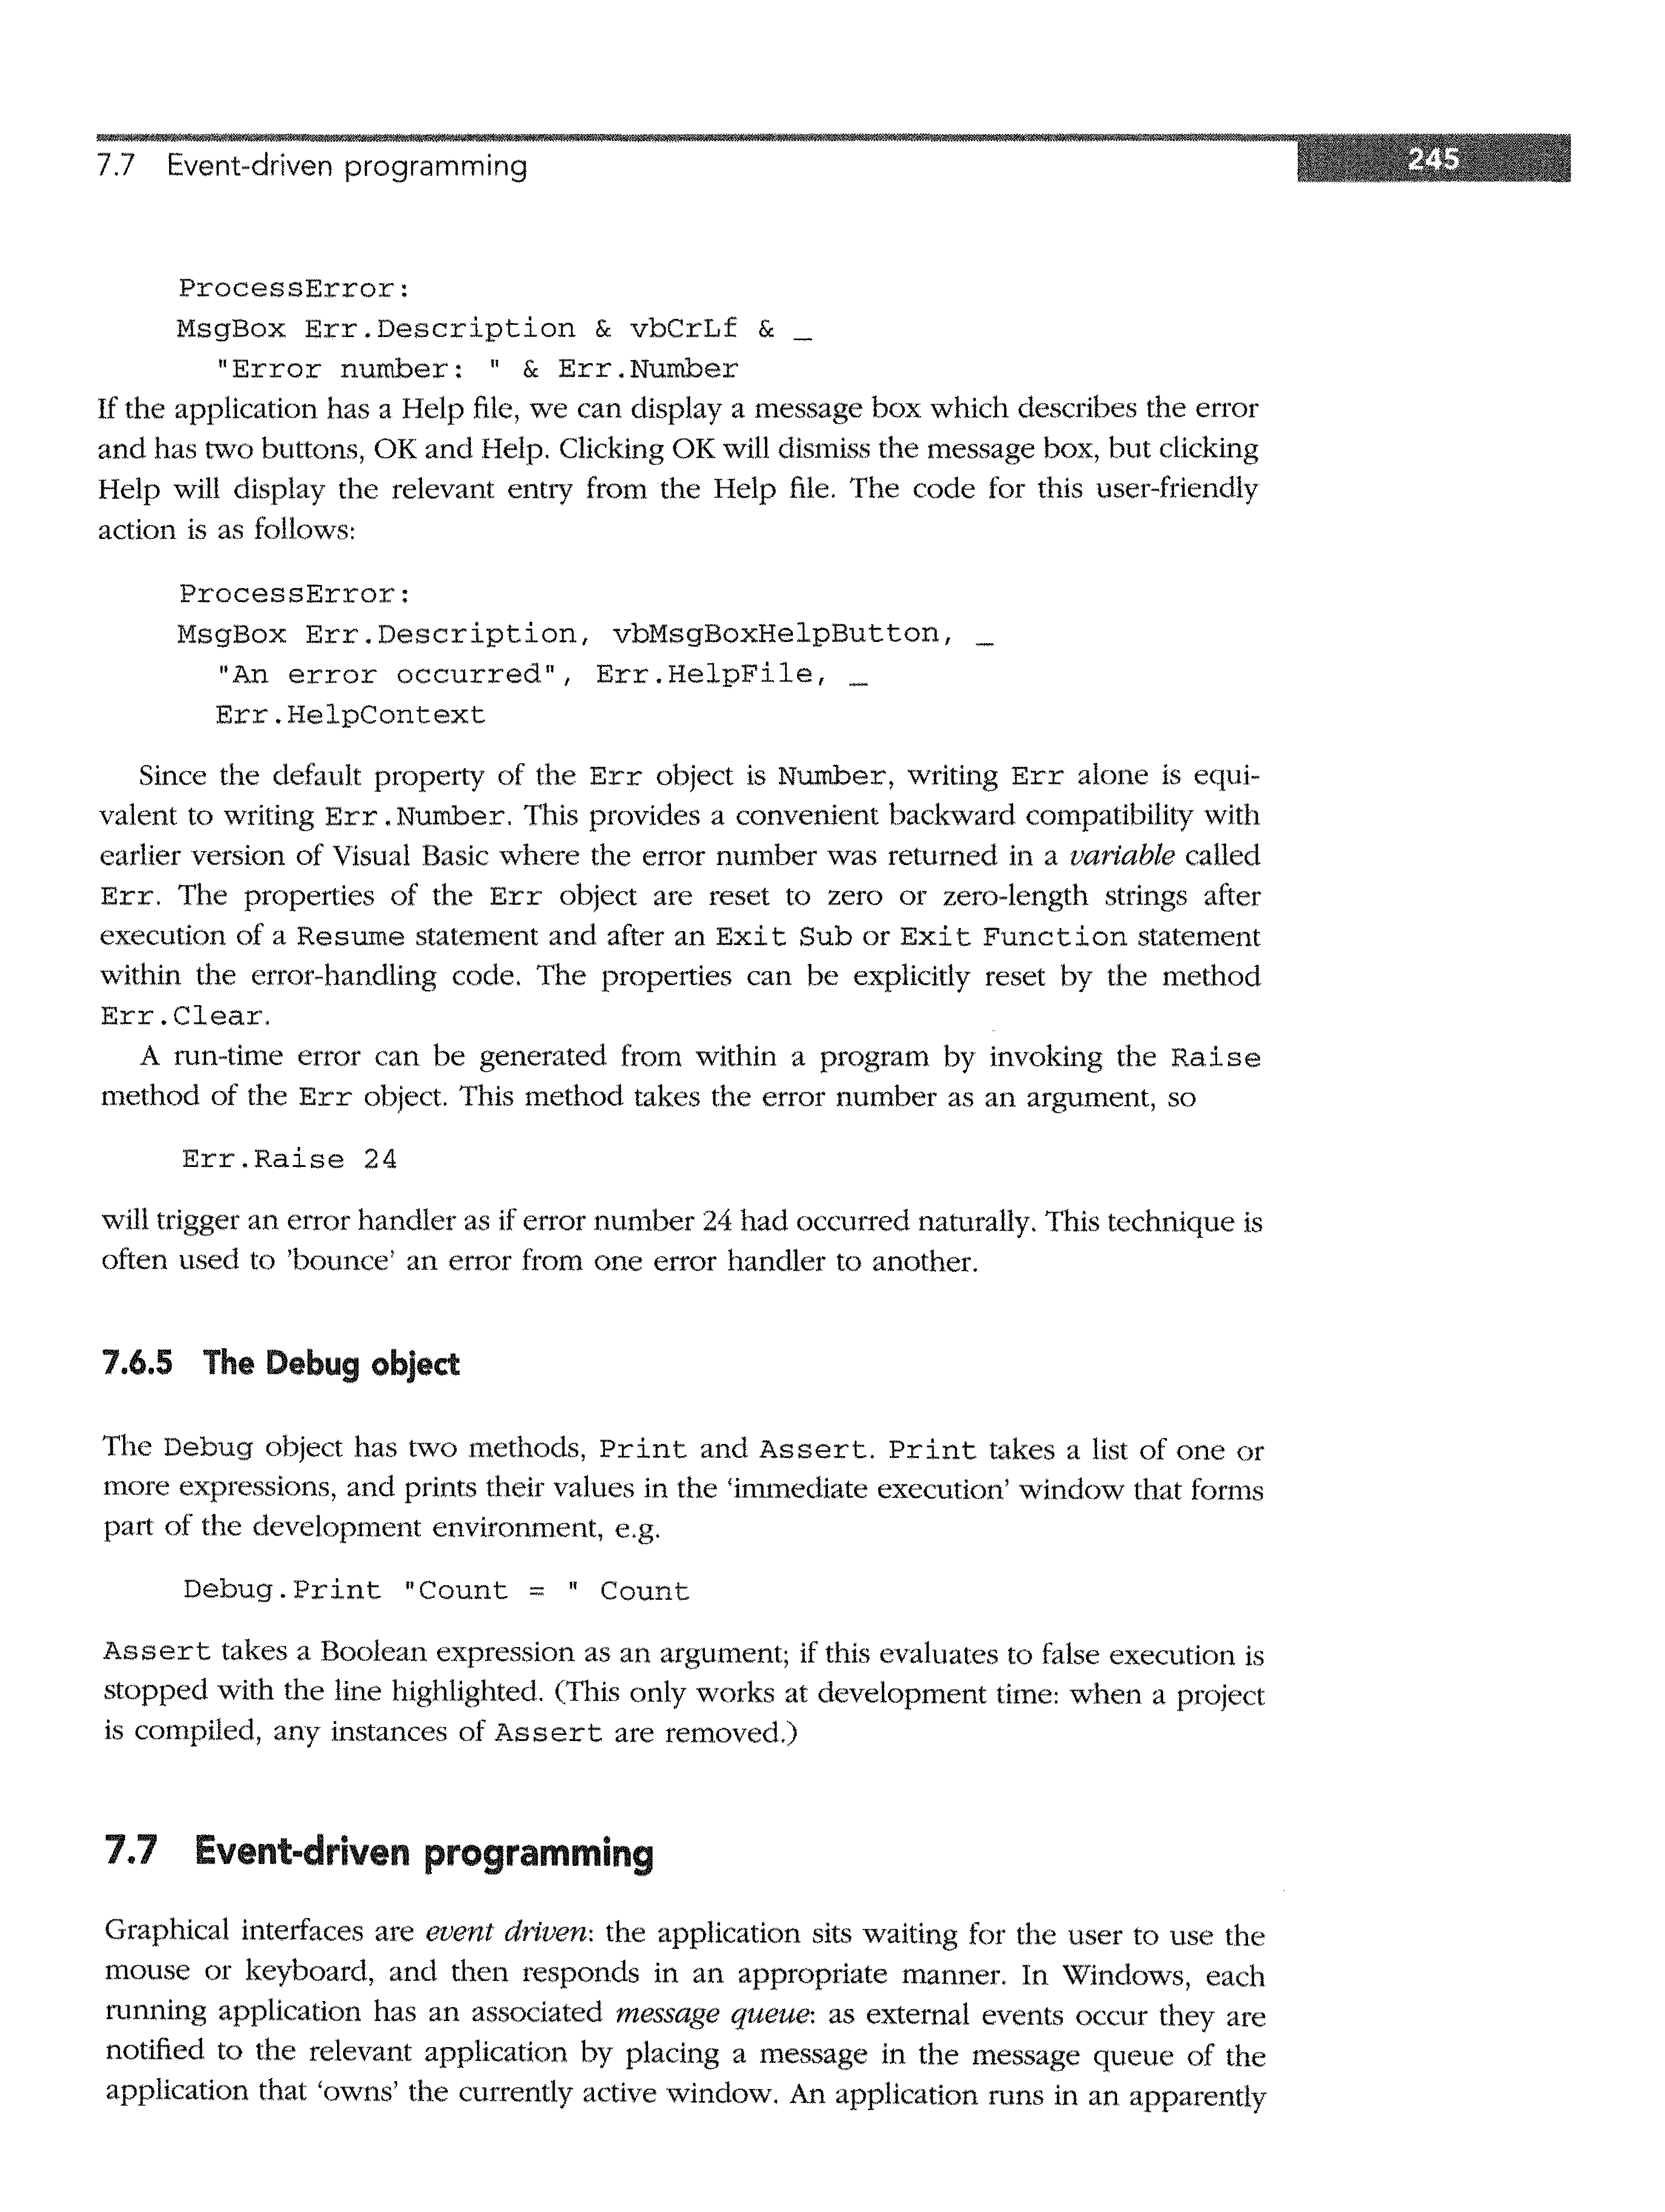 7.7 Event-driven programming 245
ProcessError:
MsgBox Err.Description & vbCrLf & _
"Error number: " & Err.Number
If the application has a Help file, we can display a message box which describes the error
and has two buttons, OK and Help. Clicking OK will dismiss the message box, but clicking
Help will display the relevant entry from the Help file. The code for this user-friendly
action is as follows:
ProcessError:
MsgBox Err.Description, vbMsgBoxHelpButton, _
"An error occurred", Err.HelpFile, _
Err.HelpContext
Since the default property of the Err object is Number, writing Err alone is equi-
valent to writing Err.Number. This provides a convenient backward compatibility with
earlier version of Visual Basic where the error number was returned in a variable called
Err. The properties of the Err object are reset to zero or zero-length strings after
execution of a Resume statement and after an Exit Sub or Exit Function statement
within the error-handling code. The properties can be explicitly reset by the method
Err.Clear.
A run-time error can be generated from within a program by invoking the Raise
method of the Err object. This method takes the error number as an argument, so
Err.Raise 24
will trigger an error handler as if error number 24 had occurred naturally. This technique is
often used to 'bounce' an error from one error handler to another.
7.6.5 The Debug object
The Debug object has two methods, Print and Assert. Print takes a list of one or
more expressions, and prints their values in the 'immediate execution' window that forms
part of the development environment, e.g.
Debug.Print "Count = " Count
Assert takes a Boolean expression as an argument; if this evaluates to false execution is
stopped with the line highlighted. (This only works at development time: when a project
is compiled, any instances of Assert are removed.)
7.7 Event-driven programming
Graphical interfaces are event driven: the application sits waiting for the user to use the
mouse or keyboard, and then responds in an appropriate manner. In Windows, each
running application has an associated message queue: as external events occur they are
notified to the relevant application by placing a message in the message queue of the
application that 'owns' the currently active window. An application runs in an apparently